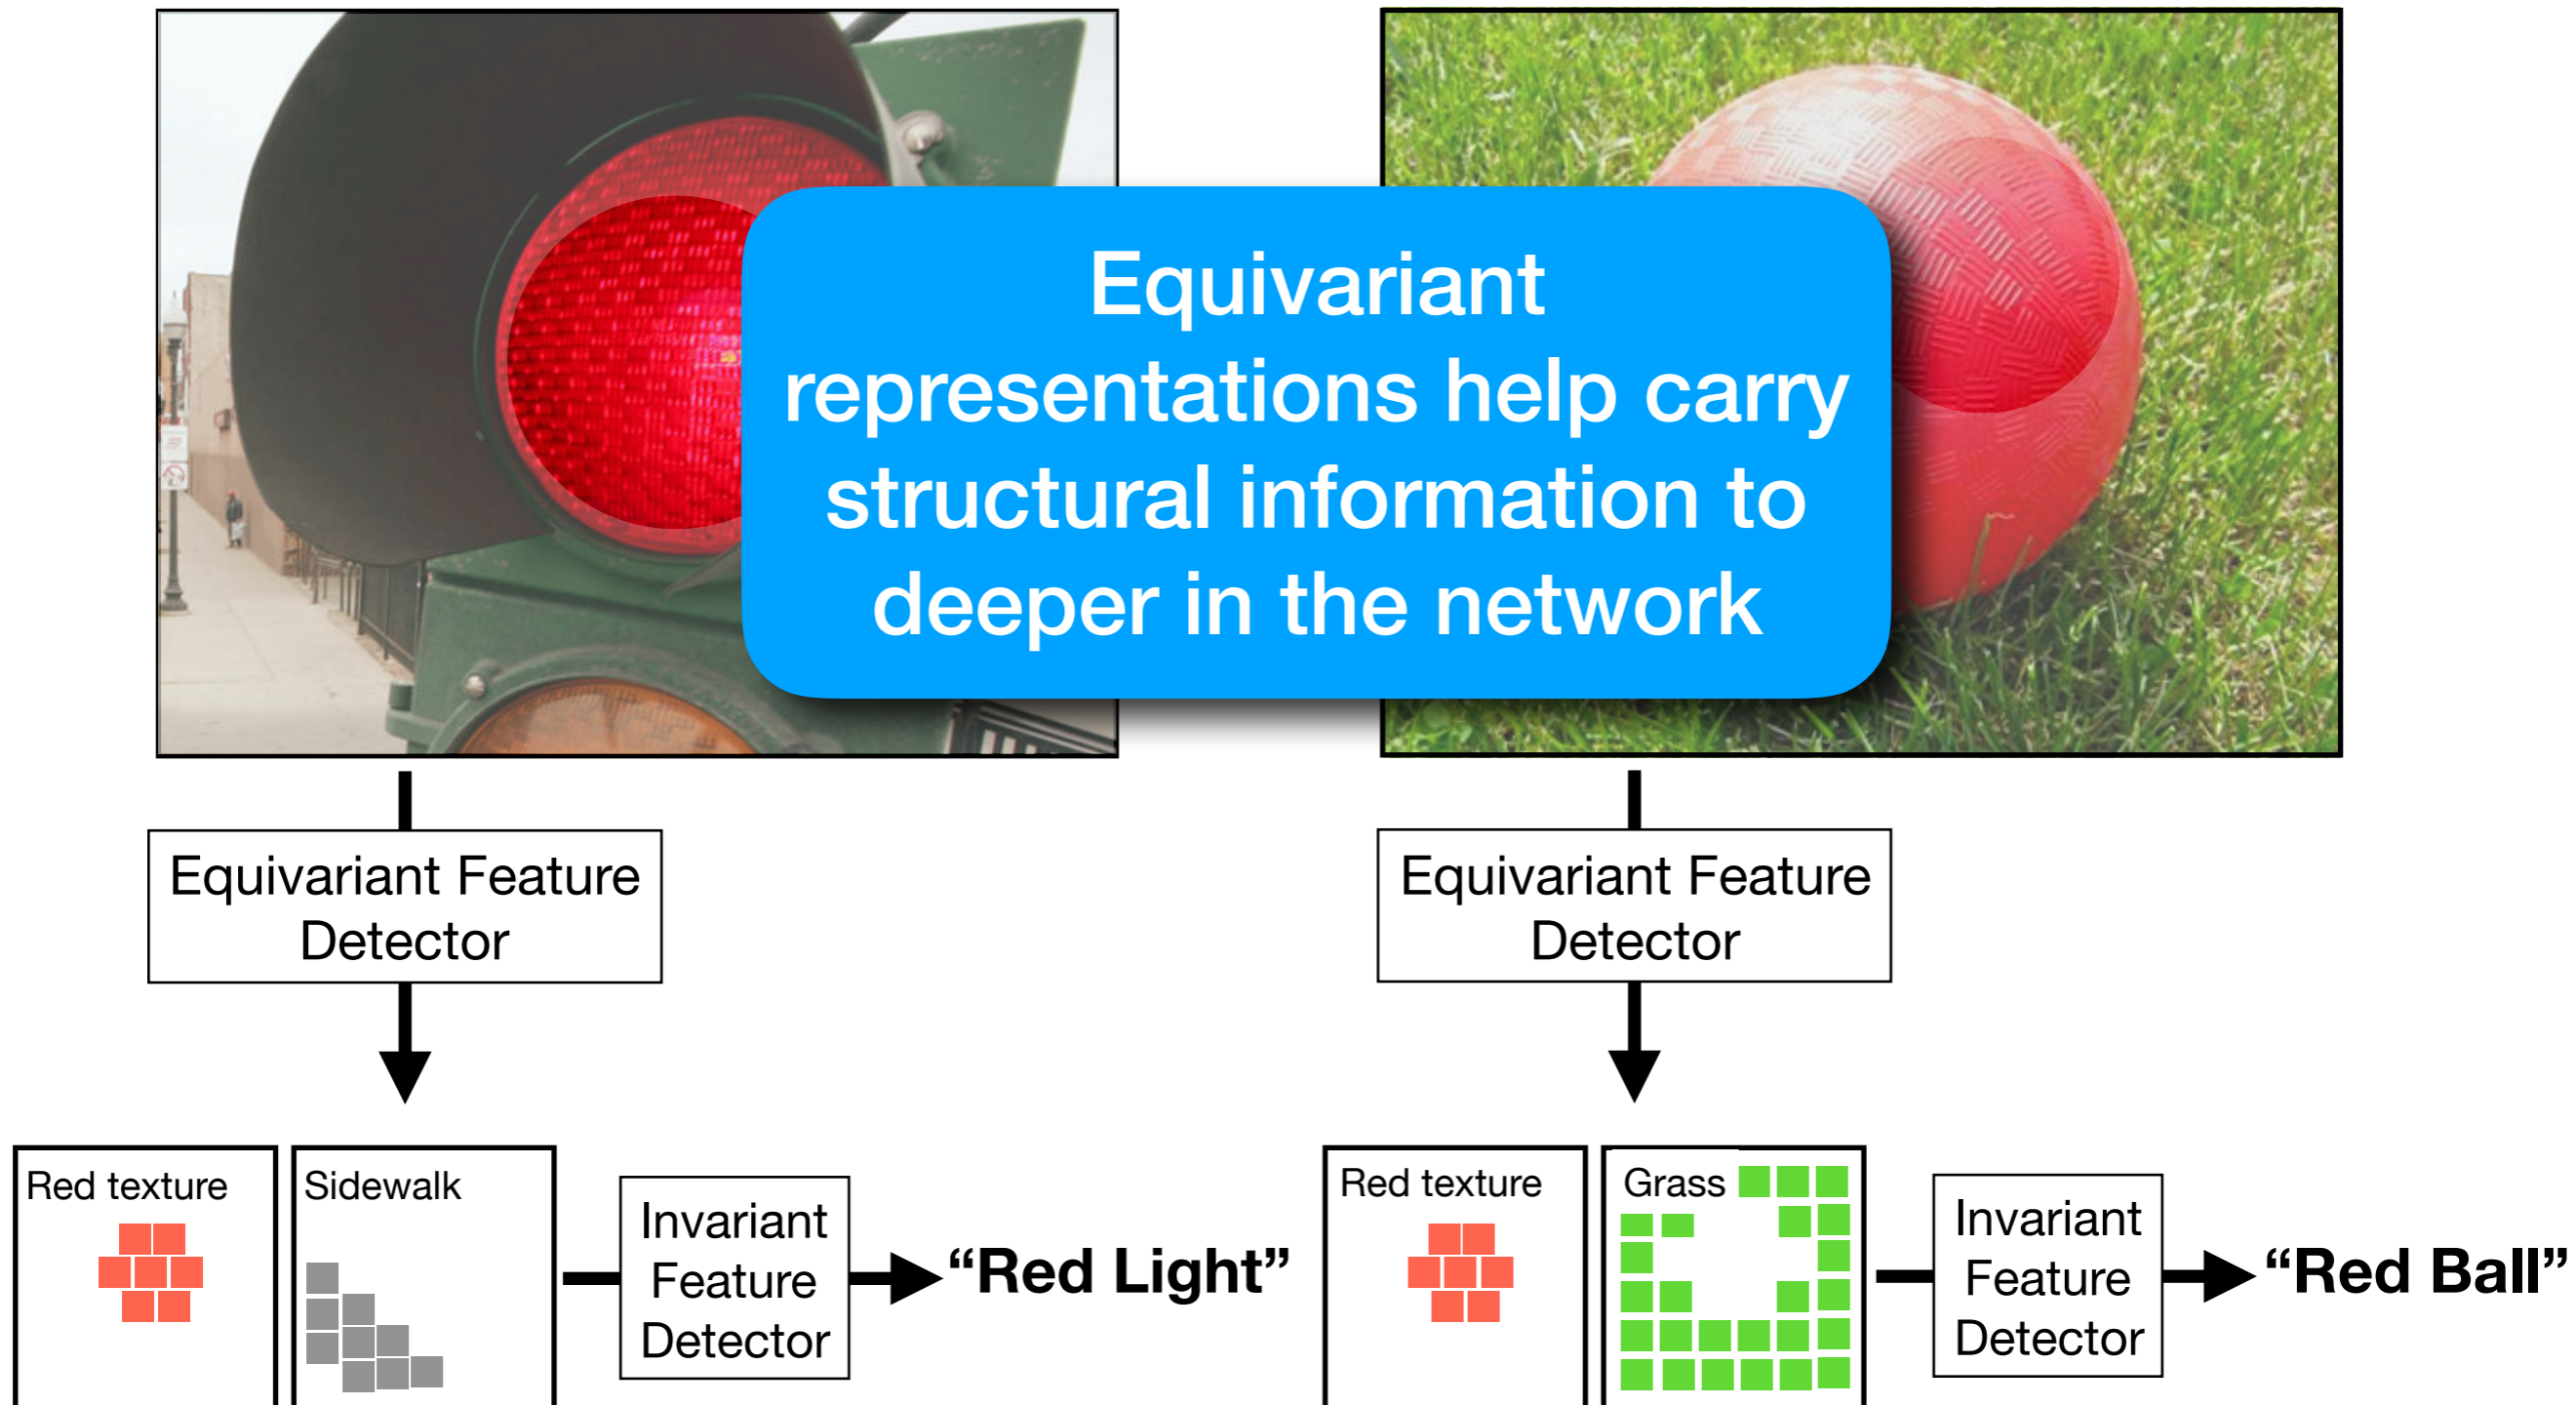 Equivariant
representations help carry
structural information to
deeper in the network
Equivariant Feature
Detector
Equivariant Feature
Detector
Red texture
Sidewalk
Invariant
Feature
Detector
“Red Light”
Red texture
Grass
Invariant
Feature
Detector
“Red Ball”